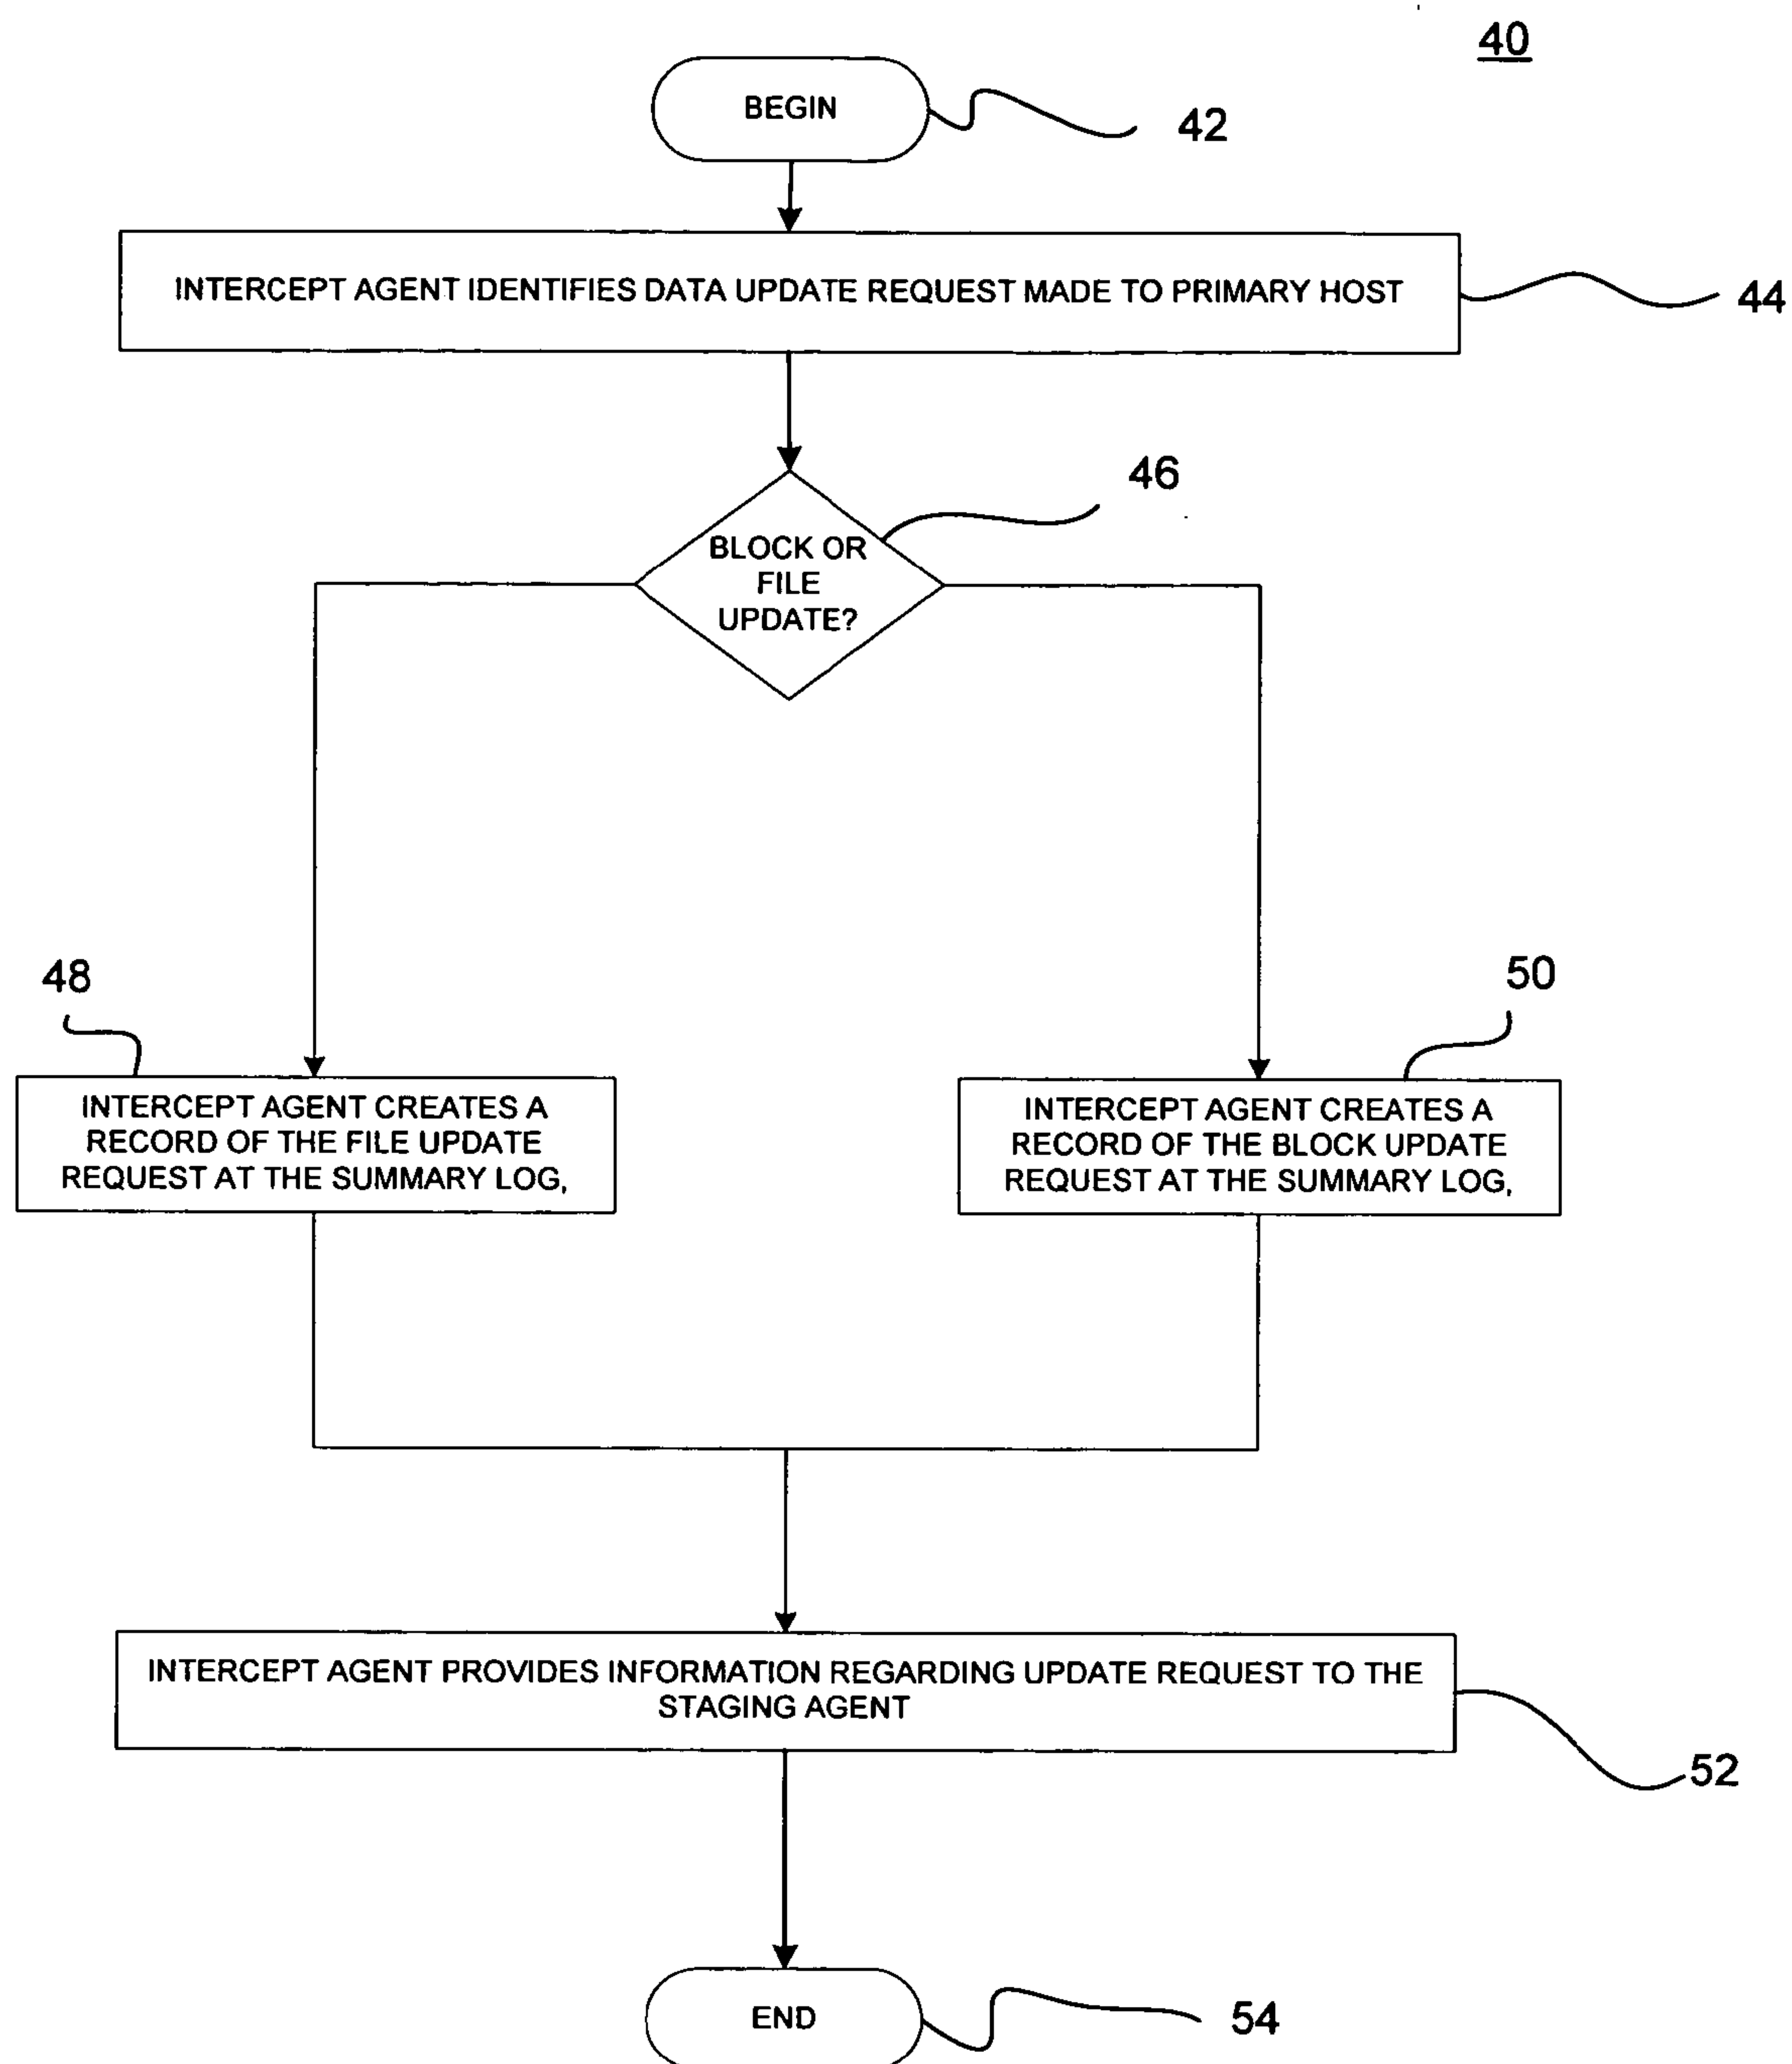 40
BEGIN
42
INTERCEPT AGENT IDENTIFIES DATA UPDATE REQUEST MADE TO PRIMARY HOST
44
46
BLOCK OR
FILE
UPDATE?
48
50
INTERCEPT AGENT CREATES A
RECORD OF THE FILE UPDATE
REQUEST AT THE SUMMARY LOG,
INTERCEPT AGENT CREATES A
RECORD OF THE BLOCK UPDATE
REQUEST AT THE SUMMARY LOG,
INTERCEPT AGENT PROVIDES INFORMATION REGARDING UPDATE REQUEST TO THE
STAGING AGENT
52
END
54